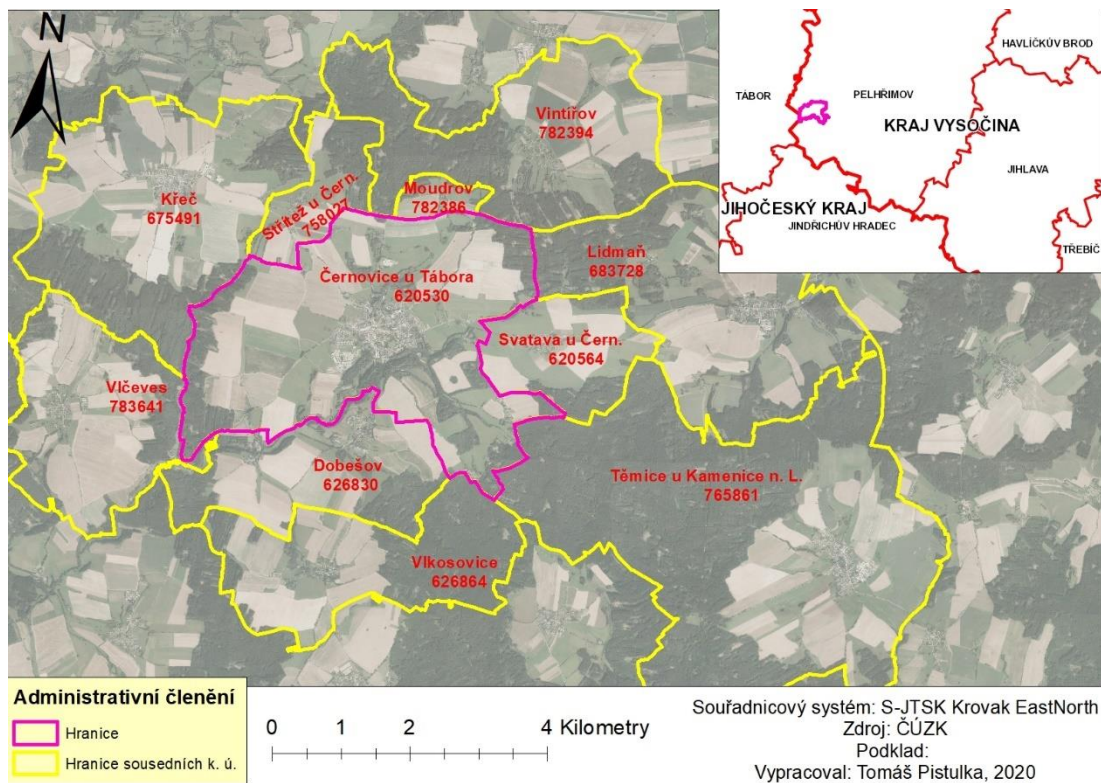 N
Vintířov
782394
Křeč
675491
Střítež u Čern.
758027
Moudrov
782386
Lidmaň
683728
Černovice u Tábora
620530
Svatava u Čern.
620564
Vlčeves
783641
Dobešov
626830
Těmice u Kamenice n. L.
765861
Vlkosovice
626864
HAVLÍČKŮV BROD
TÁBOR
PELHŘIMOV
KRAJ VYSOČINA
JIHLAVA
JIHOČESKÝ KRAJ
JINDŘICHŮV HRADEC
TŘEBÍČ
Administrativní členění
Hranice
Hranice sousedních k. ú.
0 1 2 4 Kilometry
Souřadnicový systém: S-JTSK Krovak EastNorth
Zdroj: ČÚZK
Podklad:
Vypracoval: Tomáš Pistulka, 2020